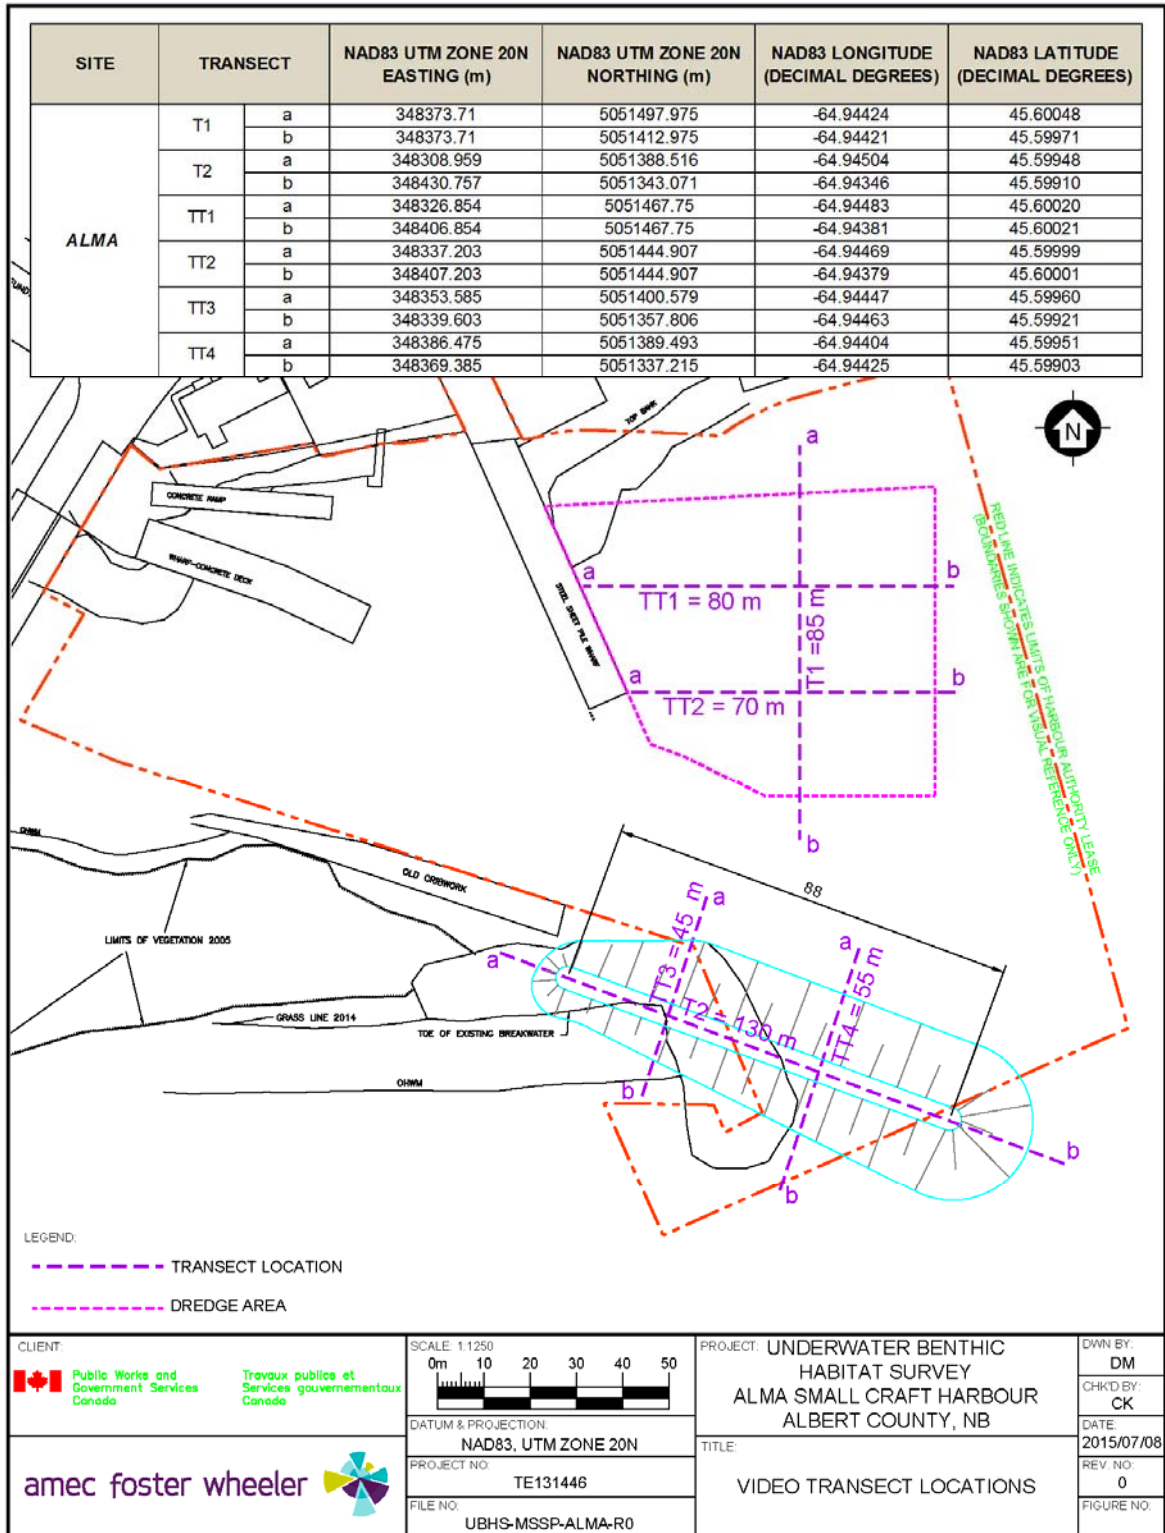 SITE TRANSECT NAD83 UTM ZONE 20N EASTING (m) NAD83 UTM ZONE 20N NORTHING (m) NAD83 LONGITUDE (DECIMAL DEGREES) NAD83 LATITUDE (DECIMAL DEGREES)
ALMA
T1 a 348373.71 5051497.975 -64.94424 45.60048
b 348373.71 5051412.975 -64.94421 45.59971
T2 a 348308.959 5051388.516 -64.94504 45.59948
b 348430.757 5051343.071 -64.94346 45.59910
TT1 a 348326.854 5051467.75 -64.94483 45.60020
b 348406.854 5051467.75 -64.94381 45.60021
TT2 a 348337.203 5051444.907 -64.94469 45.59999
b 348407.203 5051444.907 -64.94379 45.60001
TT3 a 348353.585 5051400.579 -64.94447 45.59960
b 348339.603 5051357.806 -64.94463 45.59921
TT4 a 348386.475 5051389.493 -64.94404 45.59951
b 348369.385 5051337.215 -64.94425 45.59903
TOP BANK
a
N
CONCRETE RAMP
WHARF-CONCRETE DECK
STEEL SHEET PILE WHARF
a
b
TT1 = 80 m
T1 =85 m
a
b
TT2 = 70 m
b
RED LINE INDICATES LIMITS OF HARBOUR AUTHORITY LEASE
(BOUNDARIES SHOWN ARE FOR VISUAL REFERENCE ONLY)
OHWM
OLD CRIBWORK
88
LIMITS OF VEGETATION 2005
a
a
a
TT3 = 45 m
T2 = 130 m
TT4 = 55 m
GRASS LINE 2014
TOE OF EXISTING BREAKWATER
OHWM
b
b
b
LEGEND:
TRANSECT LOCATION
DREDGE AREA
CLIENT:
Public Works and
Government Services
Canada
Travaux publics et
Services gouvernementaux
Canada
amec foster wheeler
SCALE: 1:1250
0m 10 20 30 40 50
DATUM & PROJECTION:
NAD83, UTM ZONE 20N
PROJECT NO:
TE131446
FILE NO:
UBHS-MSSP-ALMA-R0
PROJECT: UNDERWATER BENTHIC
HABITAT SURVEY
ALMA SMALL CRAFT HARBOUR
ALBERT COUNTY, NB
TITLE:
VIDEO TRANSECT LOCATIONS
DWN BY:
DM
CHK'D BY:
CK
DATE:
2015/07/08
REV. NO:
0
FIGURE NO: